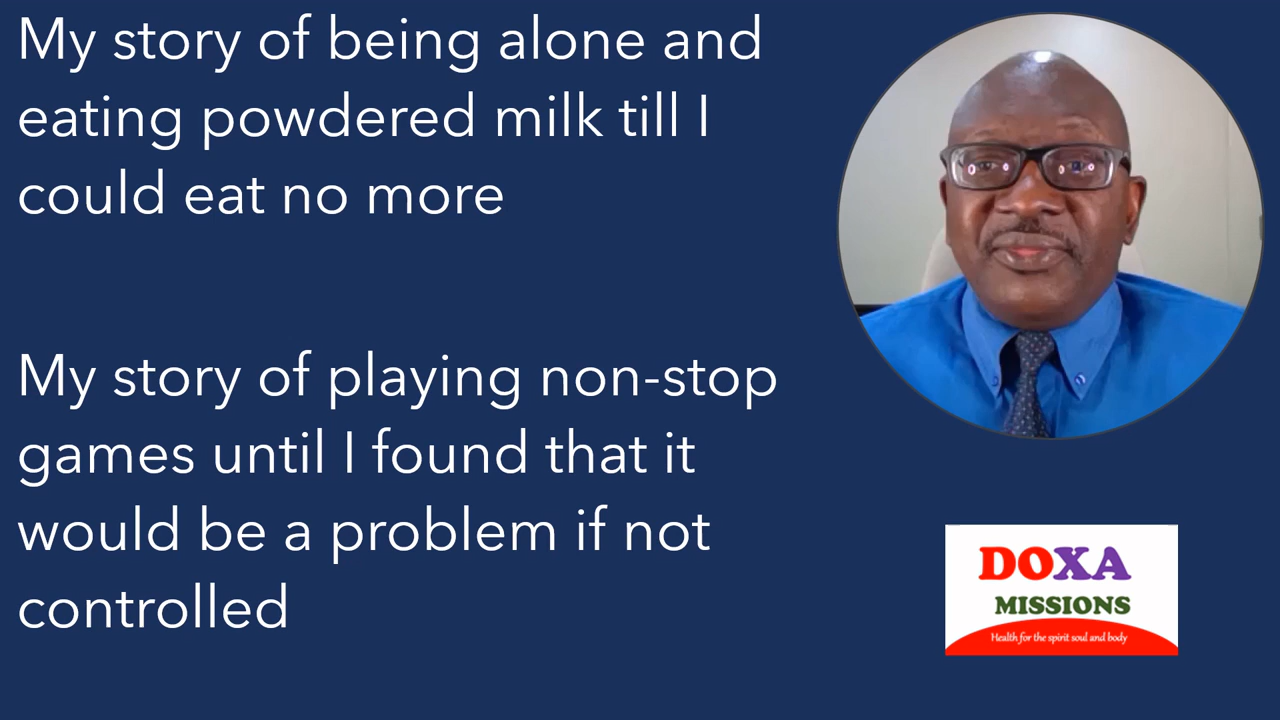 My story of being alone and
eating powdered milk till I
could eat no more
My story of playing non-stop
games until I found that it
would be a problem if not
controlled
DOXA
MISSIONS
Health for the spirit soul and body